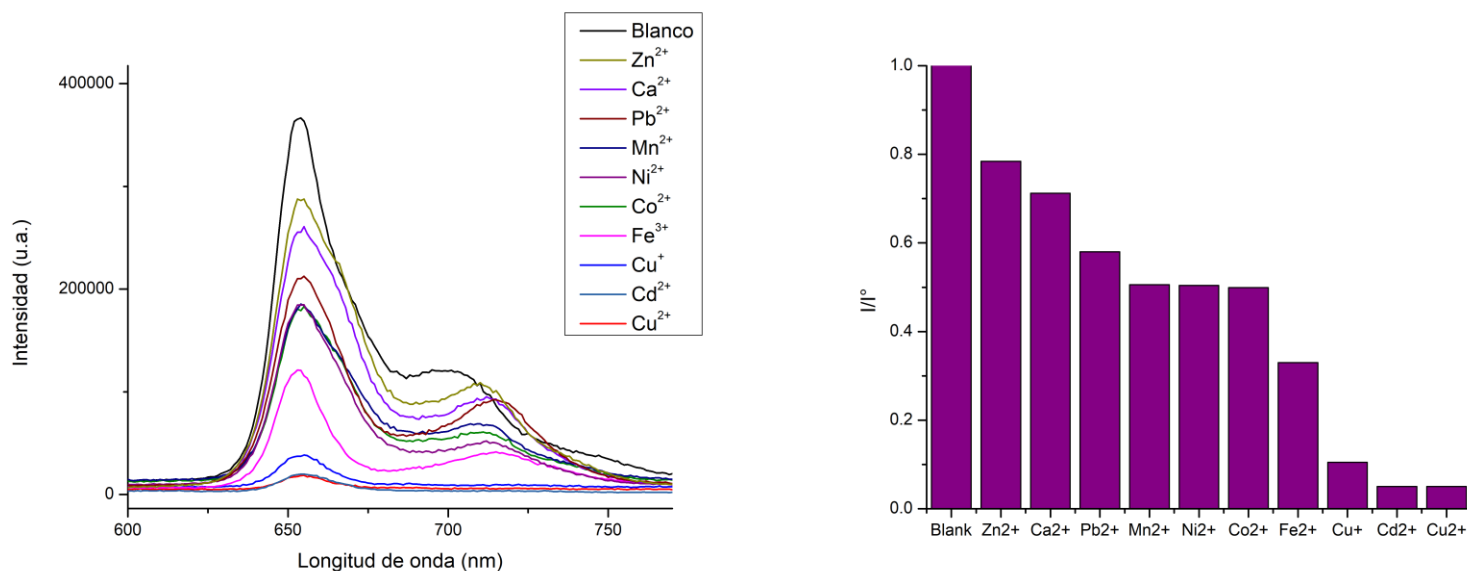 Blanco
Zn2+
Ca2+
Pb2+
Mn2+
Ni2+
Co2+
Fe3+
Cu+
Cd2+
Cu2+
400000
200000
0
Intensidad (u.a.)
600
650
700
750
Longitud de onda (nm)
1.0
0.8
0.6
0.4
0.2
0.0
I/I°
Blank Zn2+ Ca2+ Pb2+ Mn2+ Ni2+ Co2+ Fe2+ Cu+ Cd2+ Cu2+